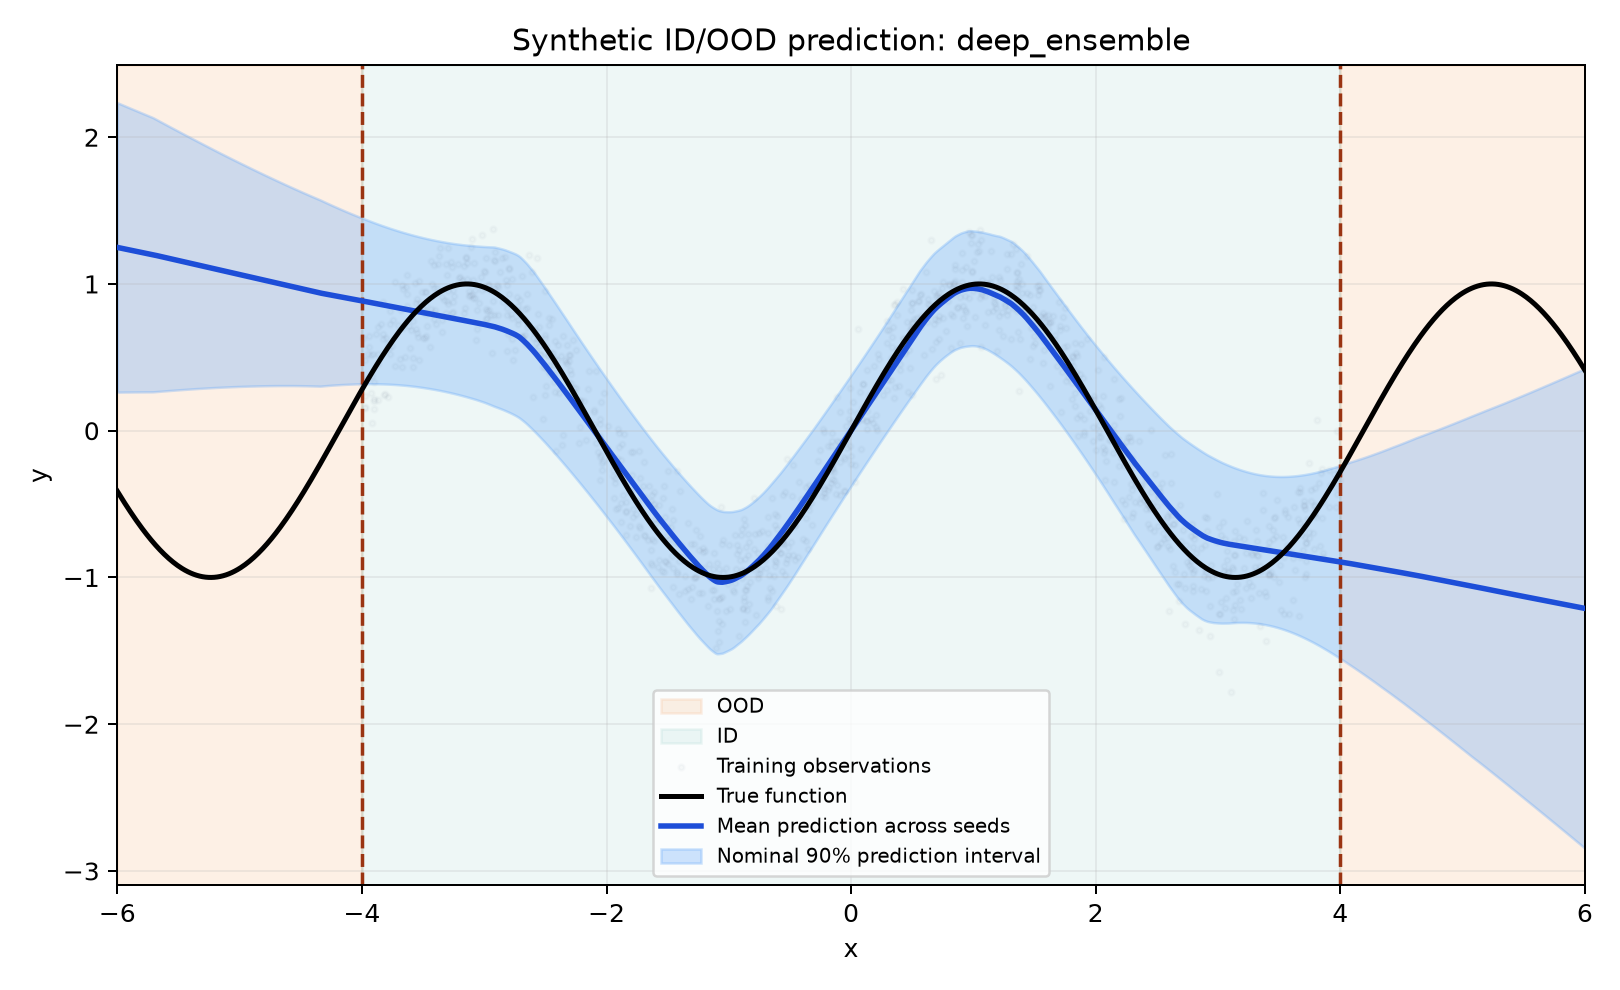 Synthetic ID/OOD prediction: deep_ensemble
y
2
1
0
−1
−2
−3
OOD
ID
Training observations
True function
Mean prediction across seeds
Nominal 90% prediction interval
−6 −4 −2 0 2 4 6
x